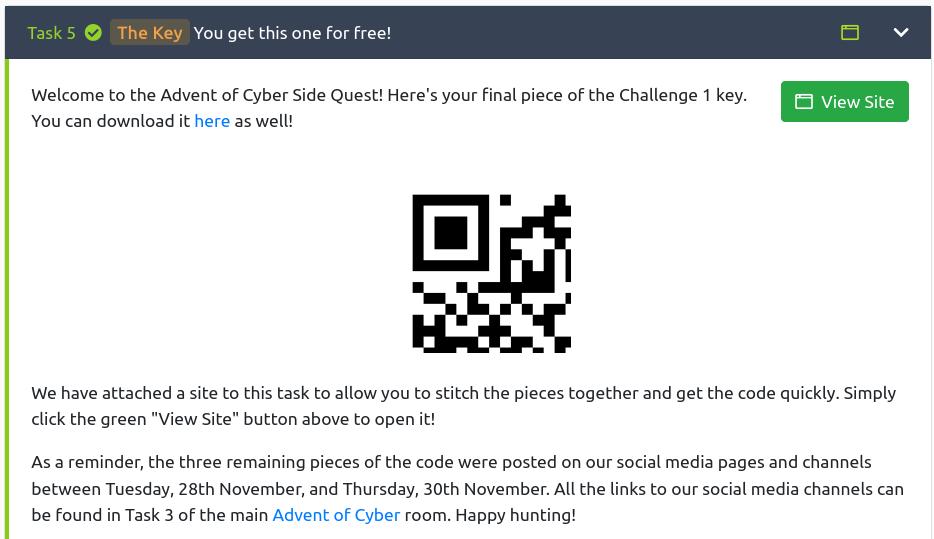 Task 5 The Key You get this one for free!
Welcome to the Advent of Cyber Side Quest! Here's your final piece of the Challenge 1 key.
You can download it here as well!
View Site
We have attached a site to this task to allow you to stitch the pieces together and get the code quickly. Simply
click the green "View Site" button above to open it!
As a reminder, the three remaining pieces of the code were posted on our social media pages and channels
between Tuesday, 28th November, and Thursday, 30th November. All the links to our social media channels can
be found in Task 3 of the main Advent of Cyber room. Happy hunting!